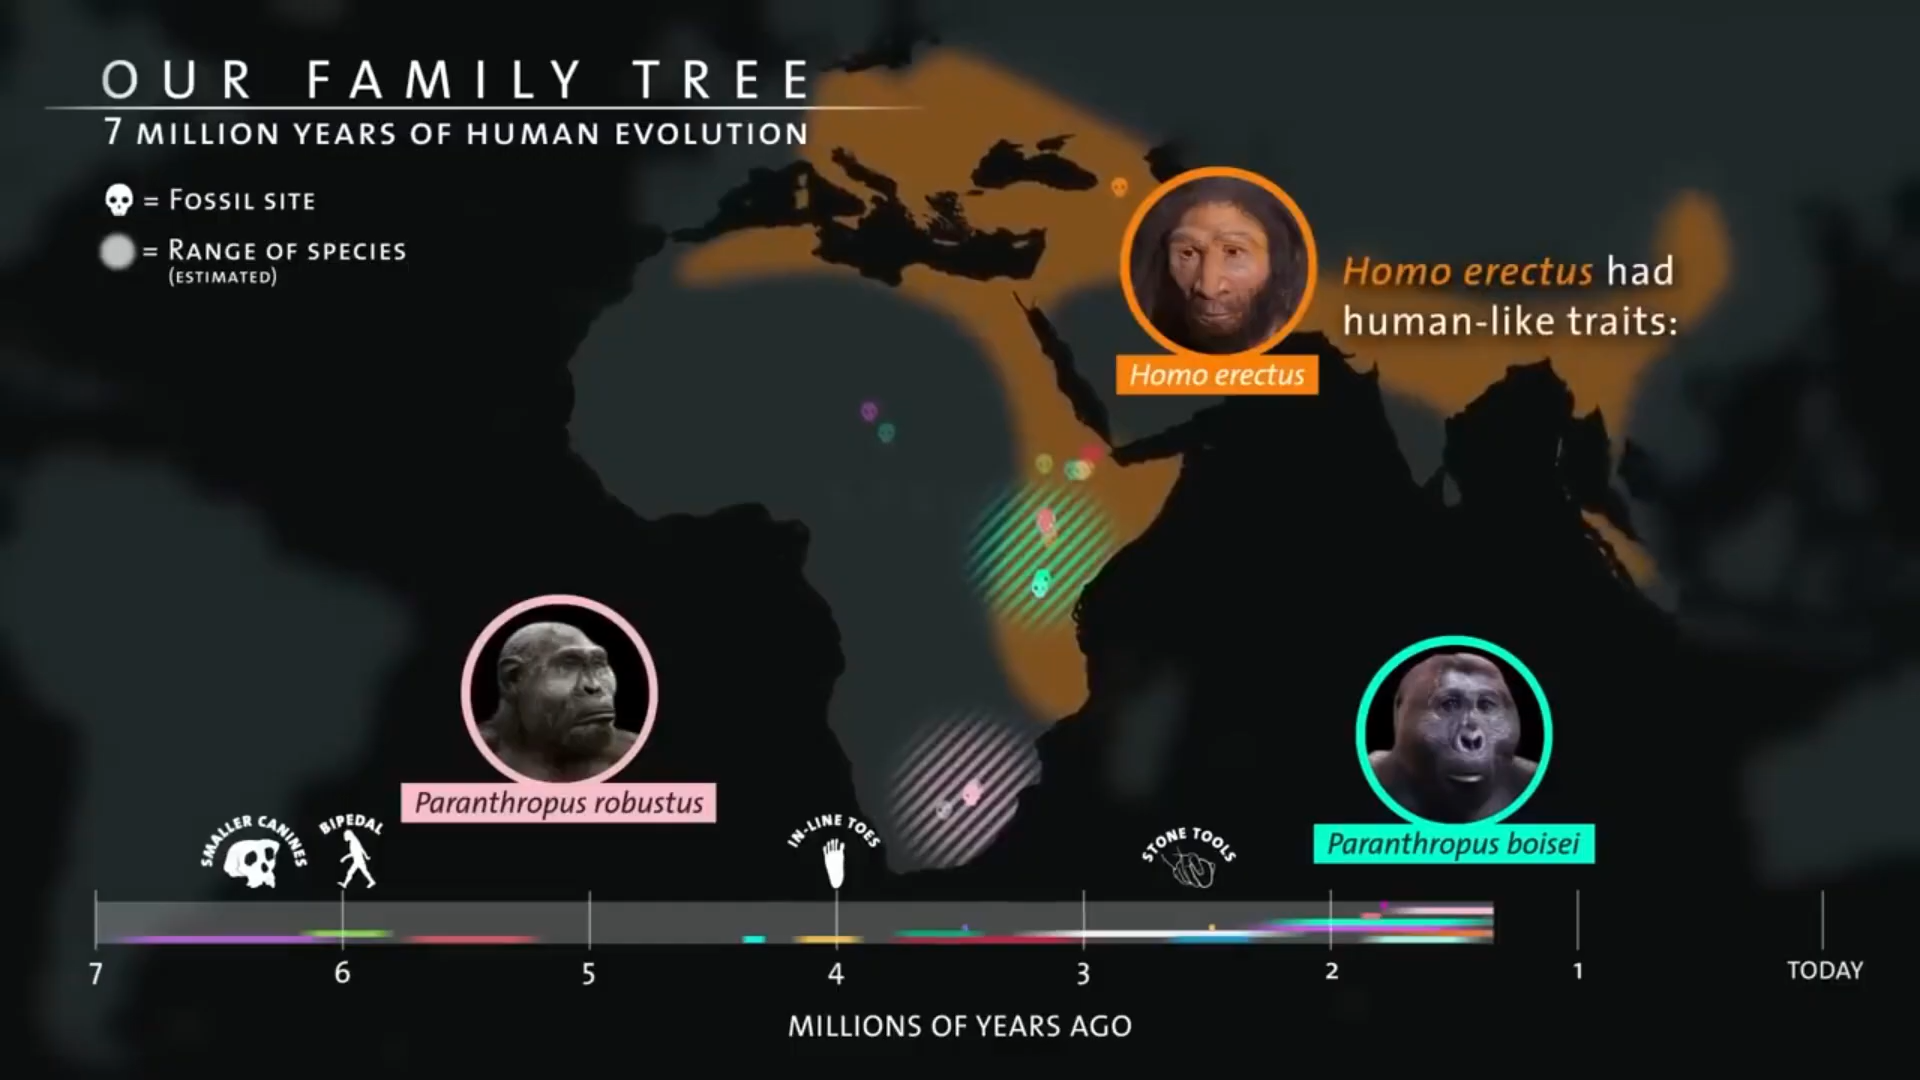 OUR FAMILY TREE
7 MILLION YEARS OF HUMAN EVOLUTION
= FOSSIL SITE
= RANGE OF SPECIES
(ESTIMATED)
Homo erectus had
human-like traits:
Homo erectus
Paranthropus robustus
Paranthropus boisei
SMALLER CANINES
BIPEDAL
IN-LINE TOES
STONE TOOLS
7 6 5 4 3 2 1 TODAY
MILLIONS OF YEARS AGO